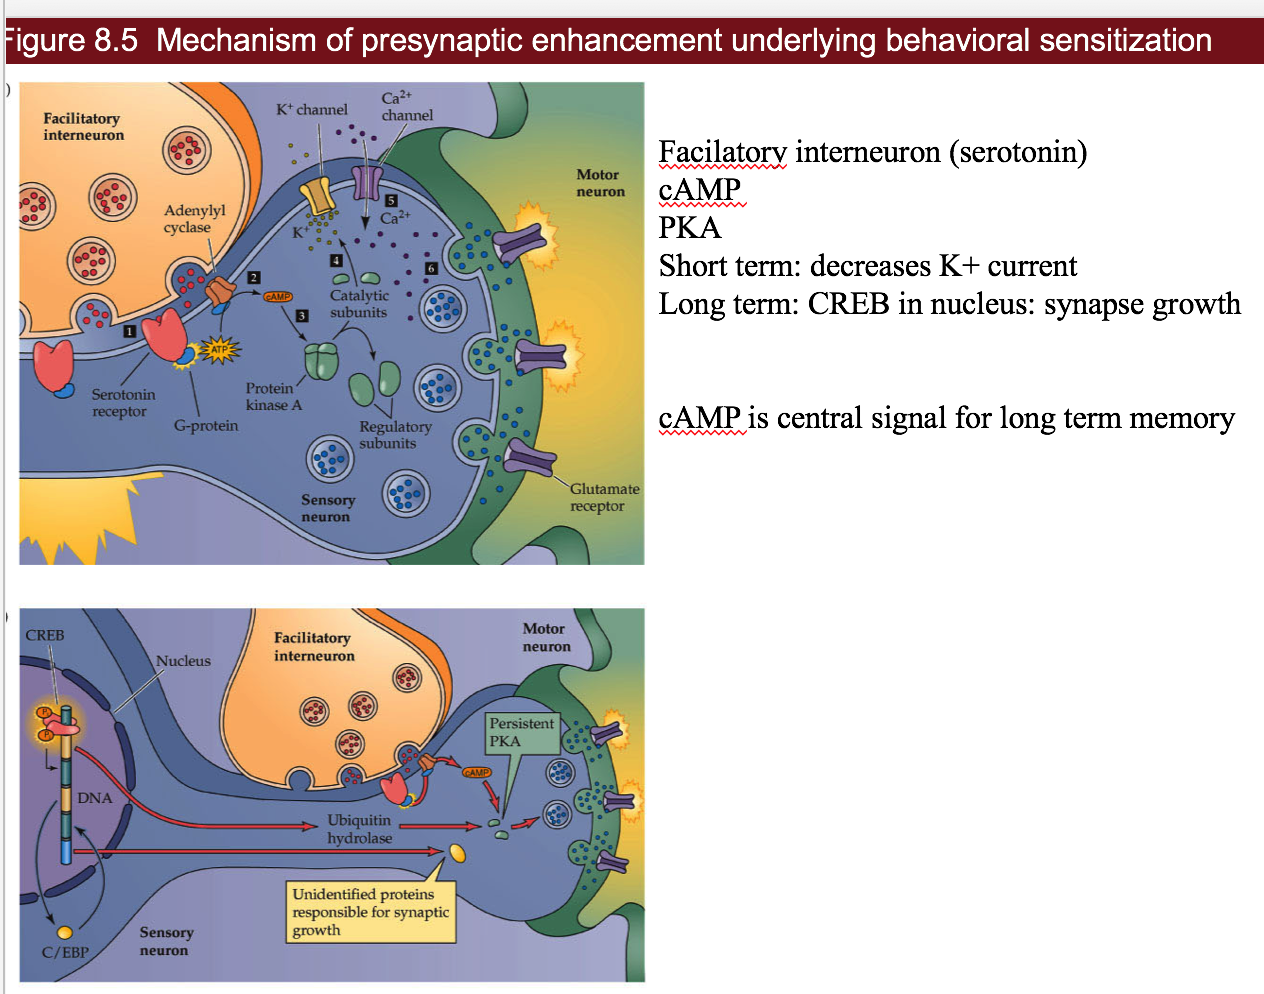 Figure 8.5 Mechanism of presynaptic enhancement underlying behavioral sensitization
)
Facilitatory
interneuron
K⁺ channel
Ca²⁺
channel
Motor
neuron
Adenylyl
cyclase
5
Ca²⁺
K⁺
4
6
2
cAMP
Catalytic
subunits
3
1
ATP
Serotonin
receptor
G-protein
Protein
kinase A
Regulatory
subunits
Sensory
neuron
Glutamate
receptor
Facilatory interneuron (serotonin)
cAMP
PKA
Short term: decreases K+ current
Long term: CREB in nucleus: synapse growth
cAMP is central signal for long term memory
)
CREB
Nucleus
Facilitatory
interneuron
Motor
neuron
P
P
Persistent
PKA
cAMP
DNA
Ubiquitin
hydrolase
Unidentified proteins
responsible for synaptic
growth
C/EBP
Sensory
neuron